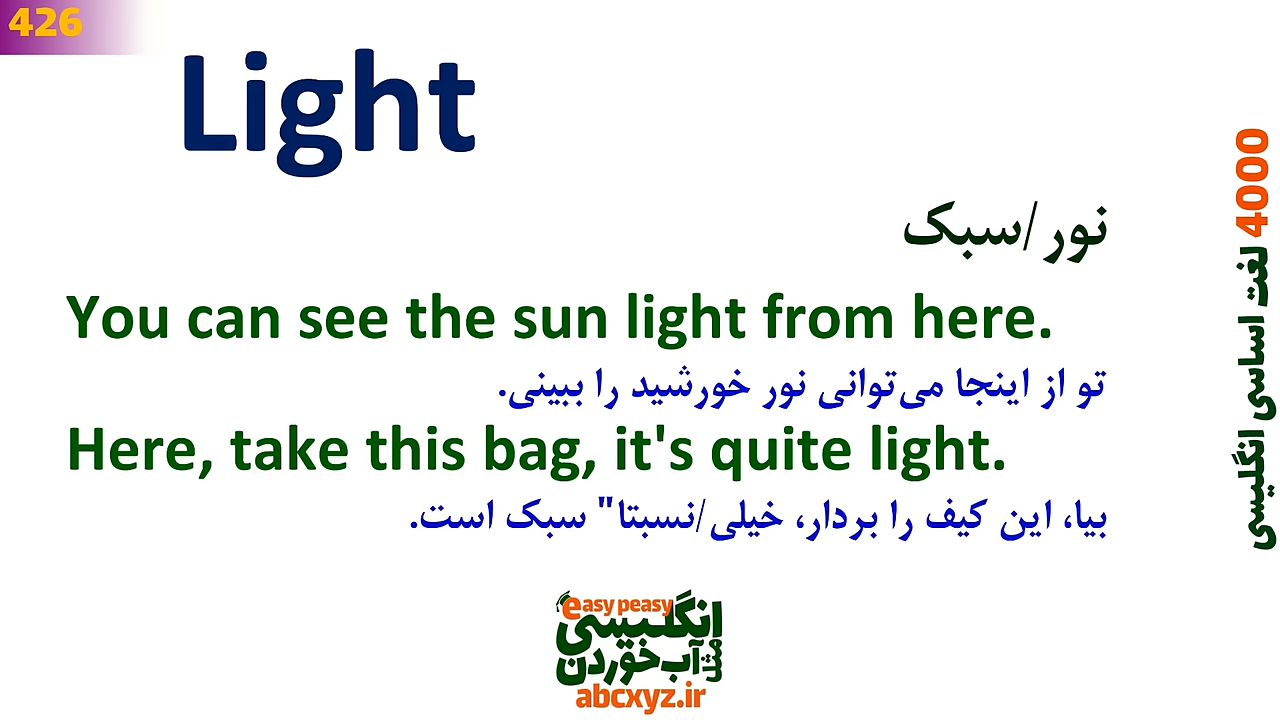 426
Light
نور/سبک
You can see the sun light from here.
تو از اینجا می‌توانی نور خورشید را ببینی.
Here, take this bag, it's quite light.
بیا، این کیف را بردار، خیلی/نسبتا" سبک است.
4000 لغت اساسی انگلیسی
easy peasy
انگلیسی
مثل
آب خوردن
abcxyz.ir